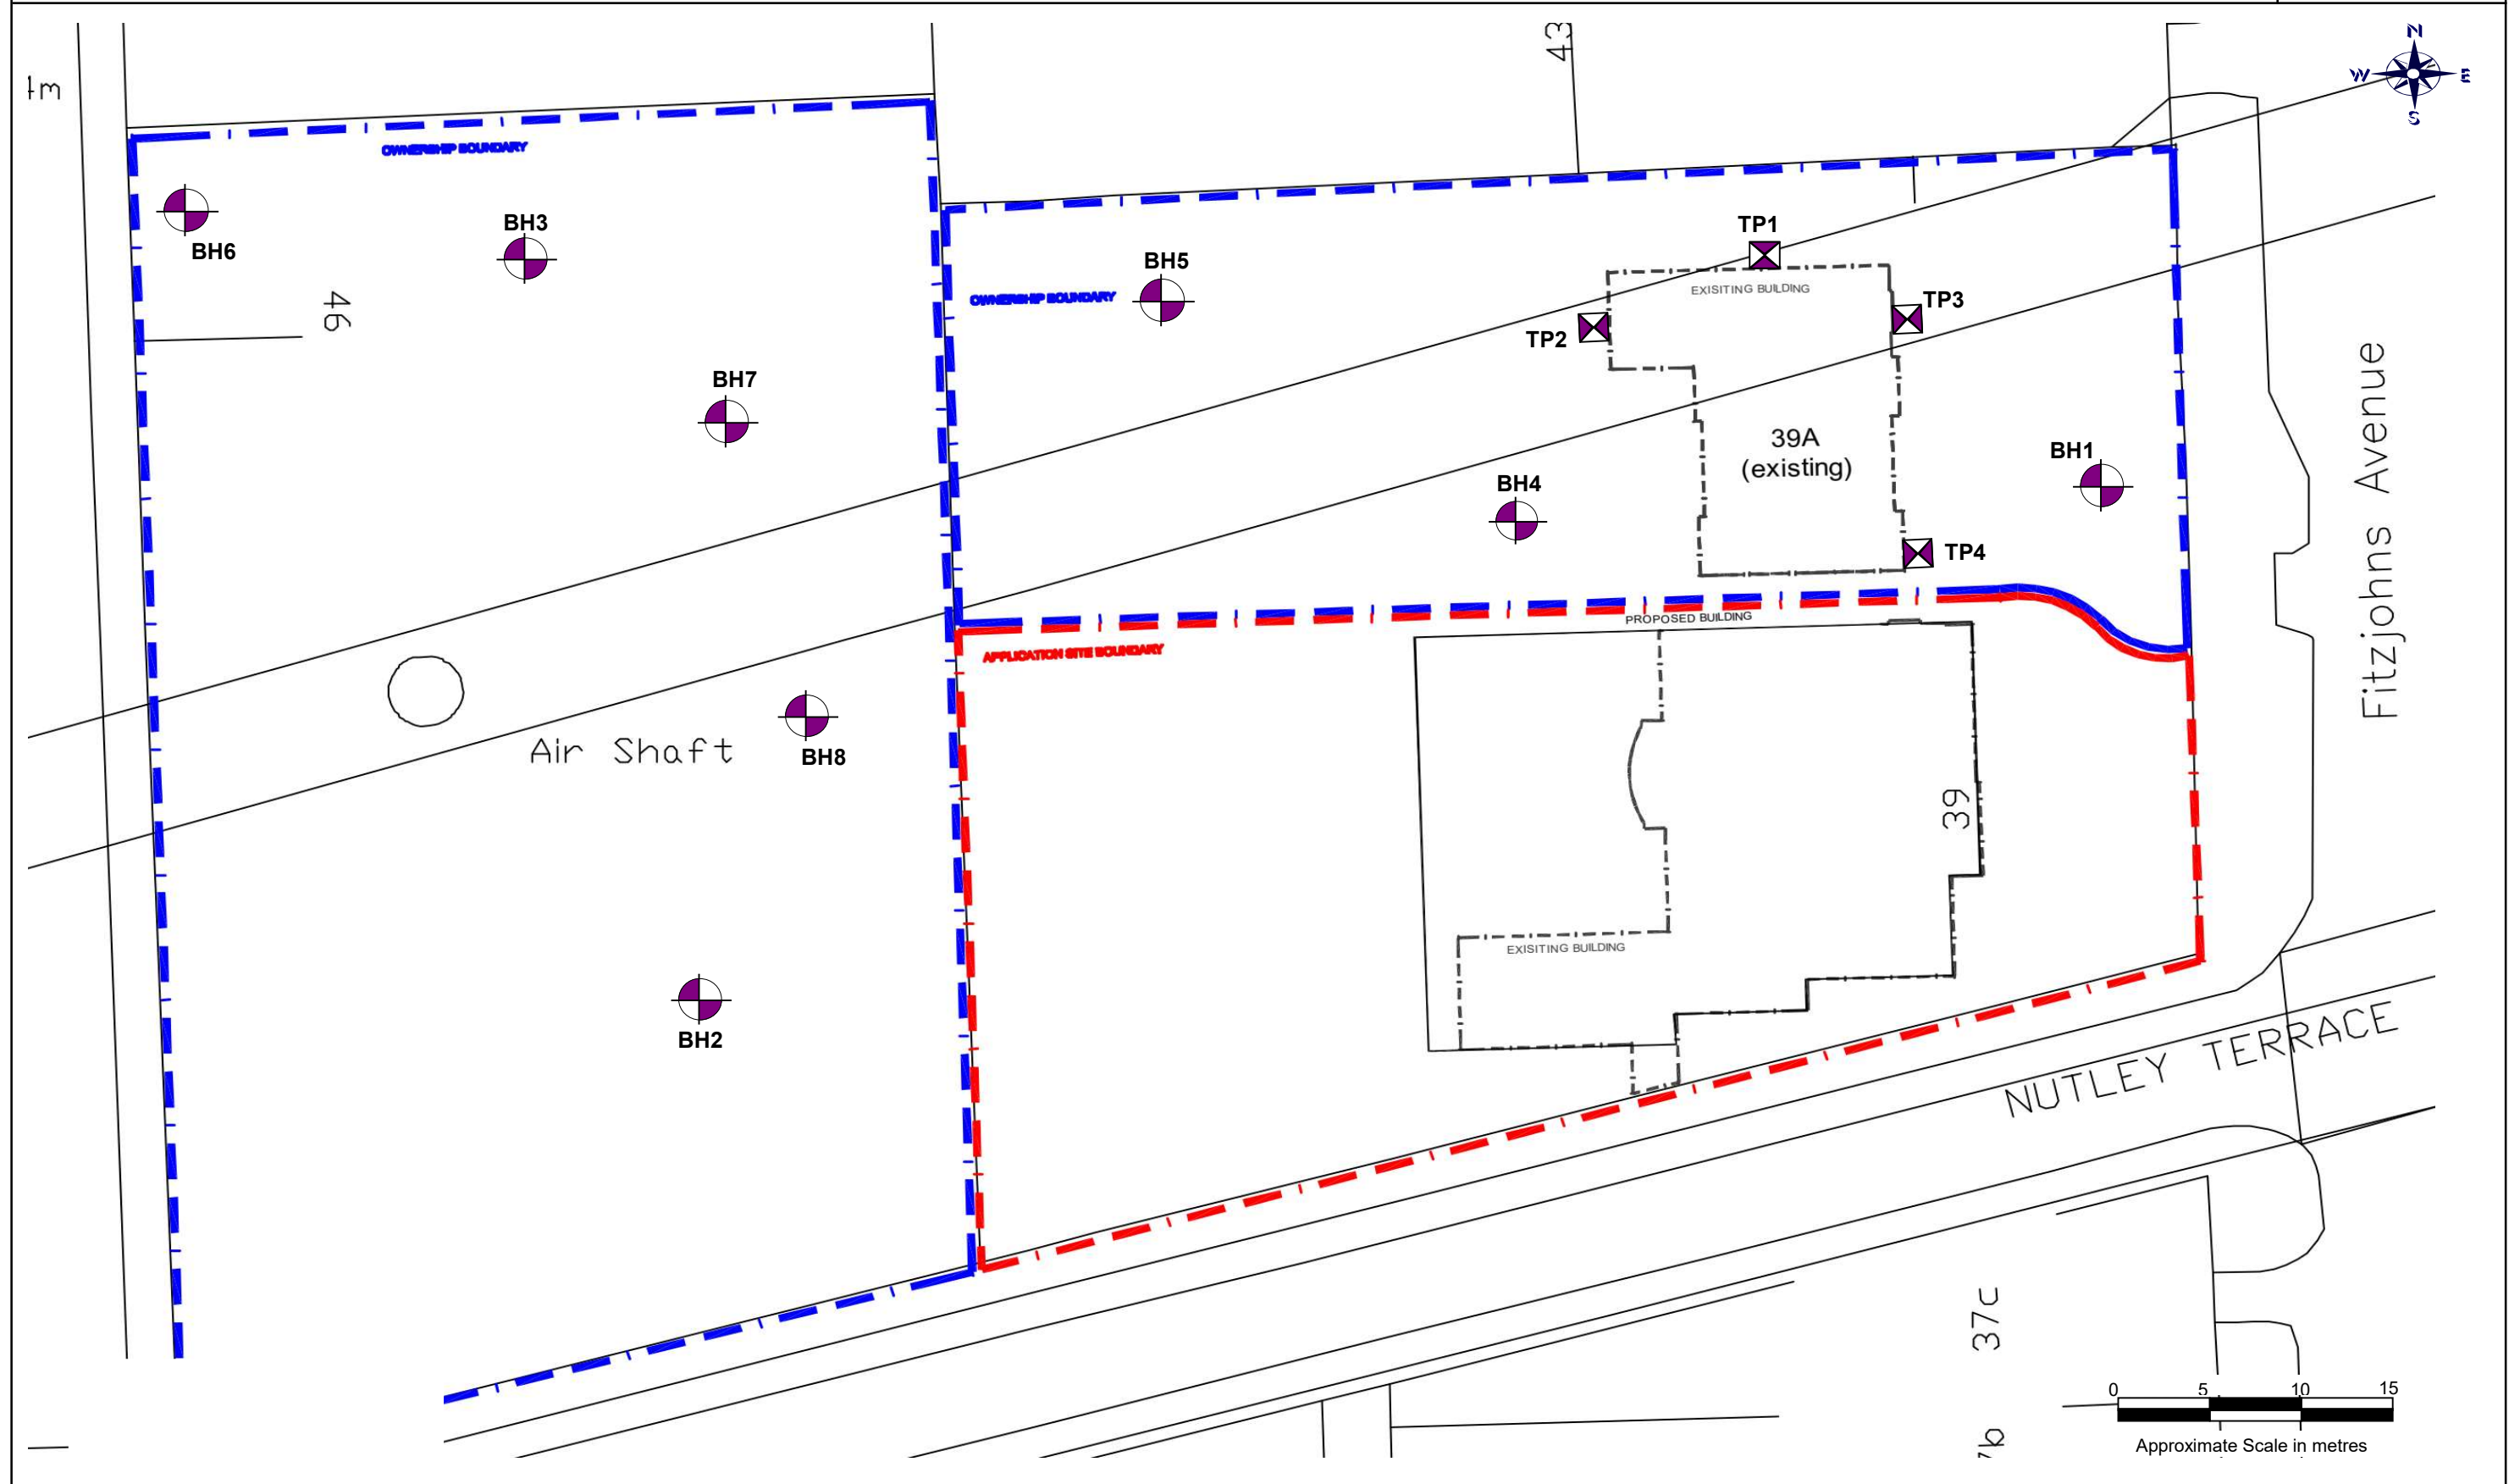 43
N
W E
S
4m
OWNERSHIP BOUNDARY
BH6
BH3
46
BH5
OWNERSHIP BOUNDARY
TP1
EXISITING BUILDING
TP3
TP2
BH7
39A
(existing)
BH1
BH4
TP4
Fitzjohns Avenue
PROPOSED BUILDING
APPLICATION SITE BOUNDARY
Air Shaft
BH8
39
EXISITING BUILDING
BH2
NUTLEY TERRACE
37c
0 5 10 15
Approximate Scale in metres